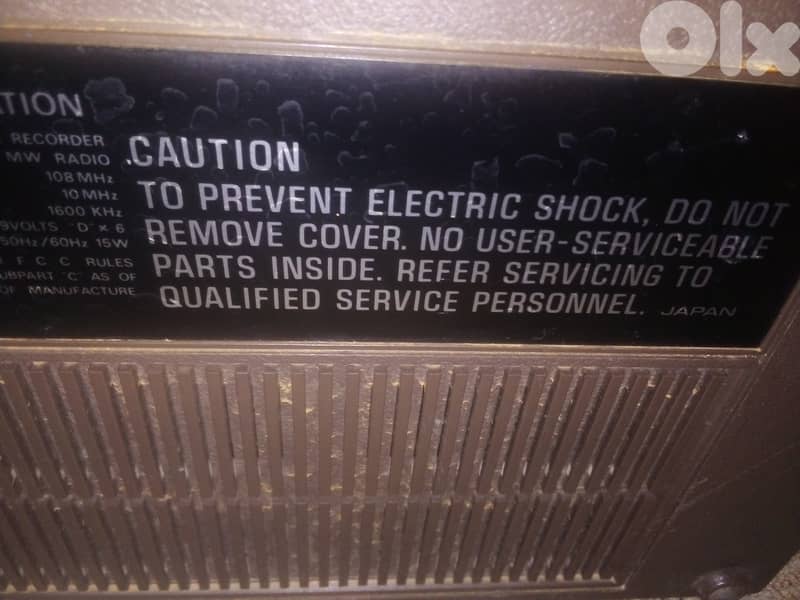 OLX
ATION
RECORDER
MW RADIO
108 MHz
10 MHz
1600 KHz
9VOLTS "D" × 6
50Hz/60Hz 15W
F C C RULES
SUBPART "C" AS OF
OF MANUFACTURE
CAUTION
TO PREVENT ELECTRIC SHOCK, DO NOT
REMOVE COVER. NO USER-SERVICEABLE
PARTS INSIDE. REFER SERVICING TO
QUALIFIED SERVICE PERSONNEL. JAPAN